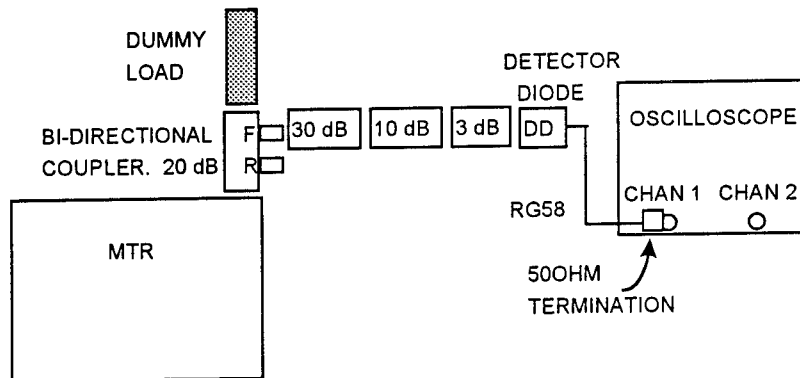 DUMMY
LOAD
DETECTOR
DIODE
BI-DIRECTIONAL
COUPLER. 20 dB
F
R
30 dB
10 dB
3 dB
DD
OSCILLOSCOPE
CHAN 1
CHAN 2
RG58
MTR
50OHM
TERMINATION